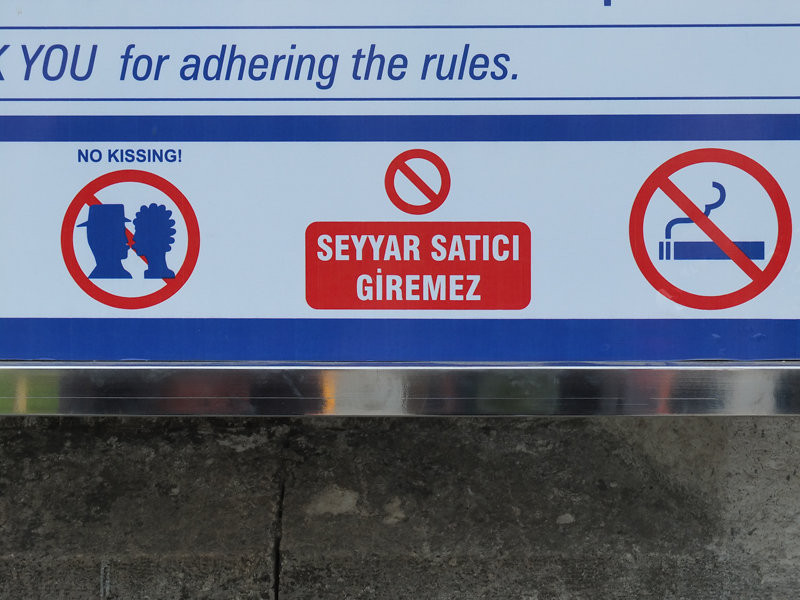 YOU for adhering the rules.
NO KISSING!
SEYYAR SATICI
GİREMEZ